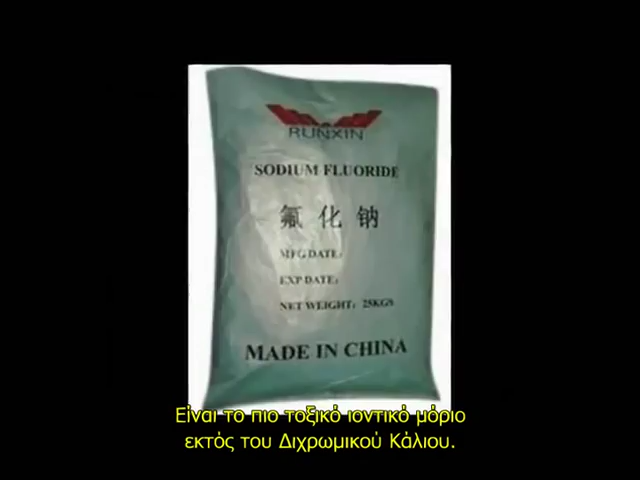 RUNXIN
SODIUM FLUORIDE
氟化钠
MFG DATE:
EXP DATE:
NET WEIGHT: 25KGS
MADE IN CHINA
Είναι το πιο τοξικό ιοντικό μόριο
εκτός του Διχρωμικού Κάλιου.